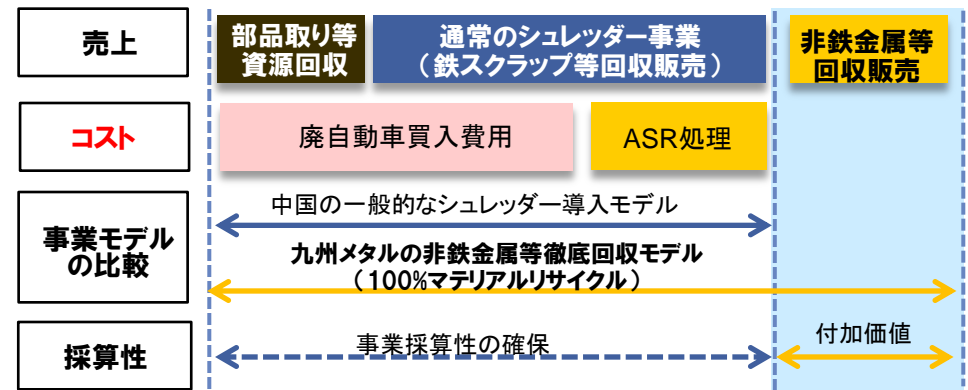 売上
部品取り等
資源回収
通常のシュレッダー事業
（鉄スクラップ等回収販売）
非鉄金属等
回収販売
コスト
廃自動車買入費用
ASR処理
事業モデル
の比較
中国の一般的なシュレッダー導入モデル
九州メタルの非鉄金属等徹底回収モデル
（100%マテリアルリサイクル）
採算性
事業採算性の確保
付加価値